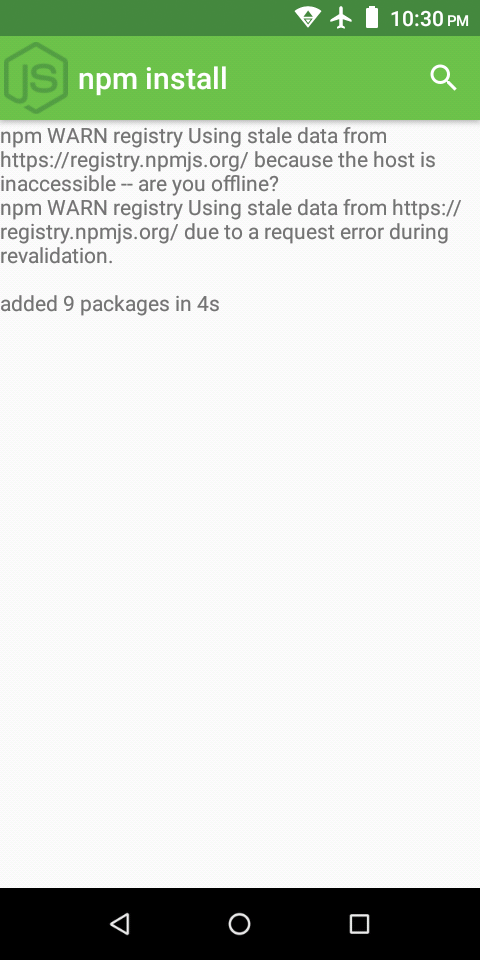 10:30 PM
JS npm install
npm WARN registry Using stale data from
https://registry.npmjs.org/ because the host is
inaccessible -- are you offline?
npm WARN registry Using stale data from https://
registry.npmjs.org/ due to a request error during
revalidation.
added 9 packages in 4s